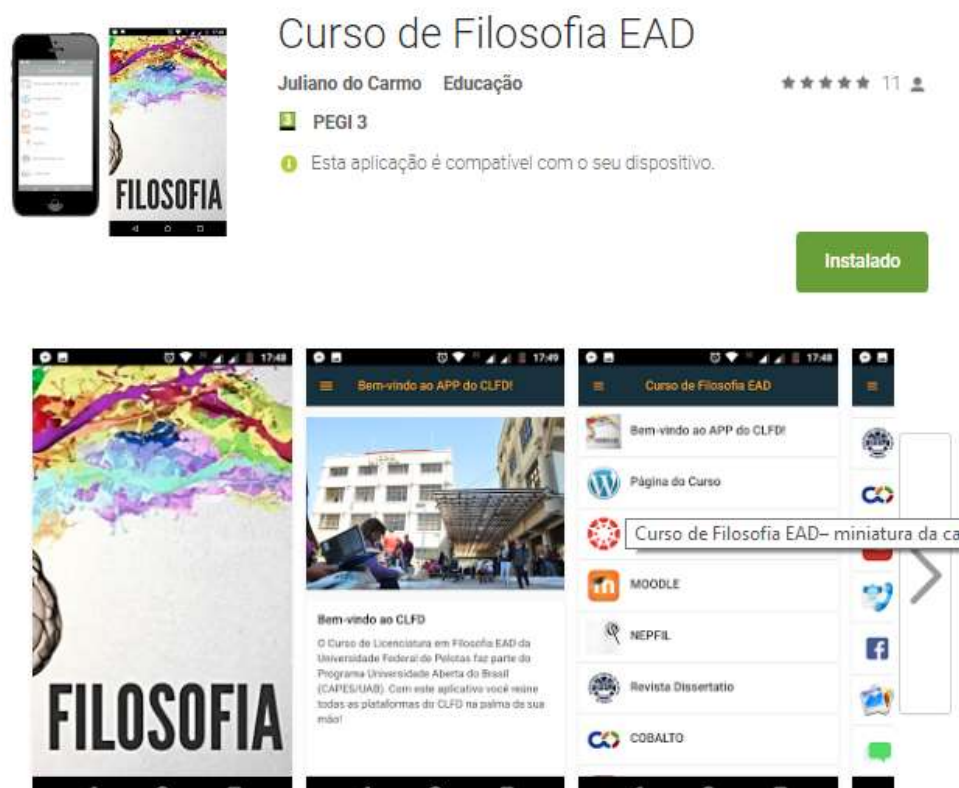 Curso de Filosofia EAD
Juliano do Carmo Educação
11
3 PEGI 3
Esta aplicação é compatível com o seu dispositivo.
FILOSOFIA
Instalado
17:48
FILOSOFIA
17:49
Bem-vindo ao APP do CLFD!
Bem-vindo ao CLFD
O Curso de Licenciatura em Filosofia EAD da
Universidade Federal de Pelotas faz parte do
Programa Universidade Aberta do Brasil
(CAPES/UAB). Com este aplicativo você reúne
todas as plataformas do CLFD na palma da sua
mão!
17:48
Curso de Filosofia EAD
Bem-vindo ao APP do CLFD!
Página do Curso
Curso de Filosofia EAD– miniatura da ca
MOODLE
NEPFIL
Revista Dissertatio
COBALTO